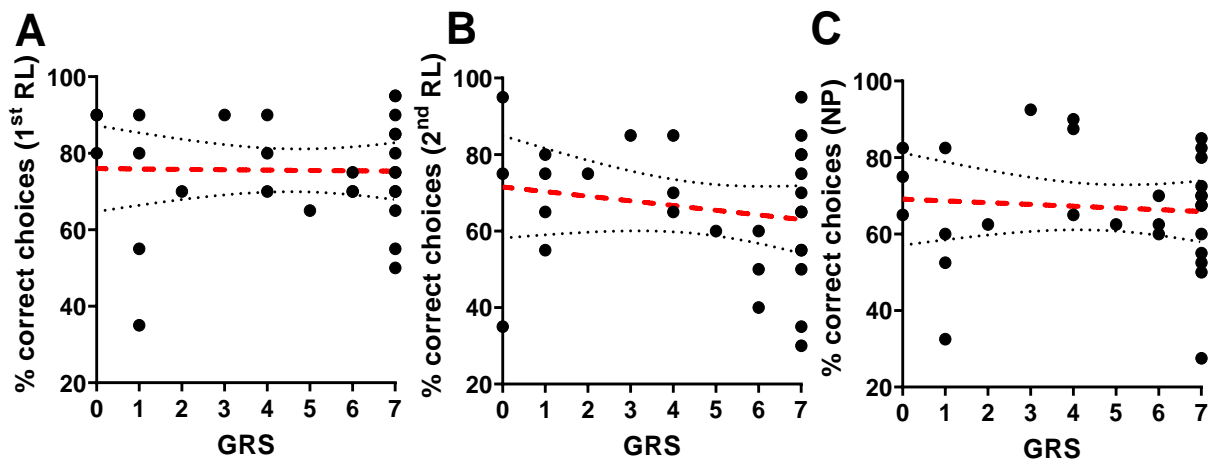 A
% correct choices (1st RL)
100
80
60
40
20
0 1 2 3 4 5 6 7
GRS
B
% correct choices (2nd RL)
100
80
60
40
20
0 1 2 3 4 5 6 7
GRS
C
% correct choices (NP)
100
80
60
40
20
0 1 2 3 4 5 6 7
GRS